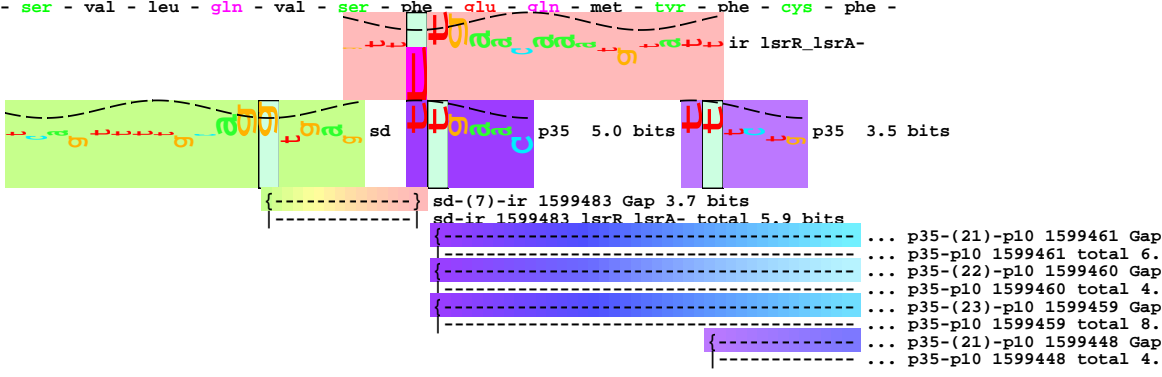 - ser - val - leu - gln - val - ser - phe - glu - gln - met - tyr - phe - cys - phe -
ir lsrR_lsrA-
sd
p35 5.0 bits
p35 3.5 bits
{---------------} sd-(7)-ir 1599483 Gap 3.7 bits
|---------------| sd-ir 1599483 lsrR_lsrA- total 5.9 bits
{--------------------------------------- ... p35-(21)-p10 1599461 Gap
|--------------------------------------- ... p35-p10 1599461 total 6.
{--------------------------------------- ... p35-(22)-p10 1599460 Gap
|--------------------------------------- ... p35-p10 1599460 total 4.
{--------------------------------------- ... p35-(23)-p10 1599459 Gap
|--------------------------------------- ... p35-p10 1599459 total 8.
{-------------- ... p35-(21)-p10 1599448 Gap
|-------------- ... p35-p10 1599448 total 4.